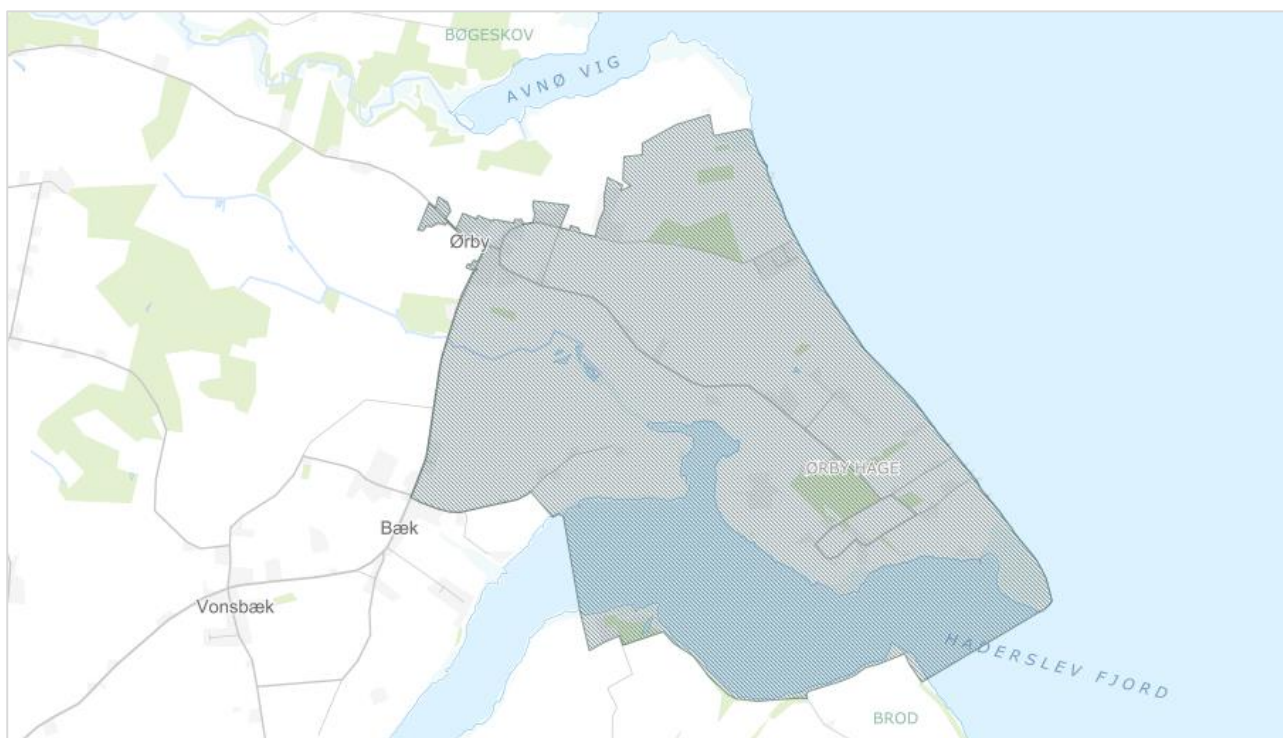 BØGESKOV
AVNØ VIG
Ørby
ØRBY HAGE
Bæk
Vonsbæk
HADERSLEV FJORD
BROD